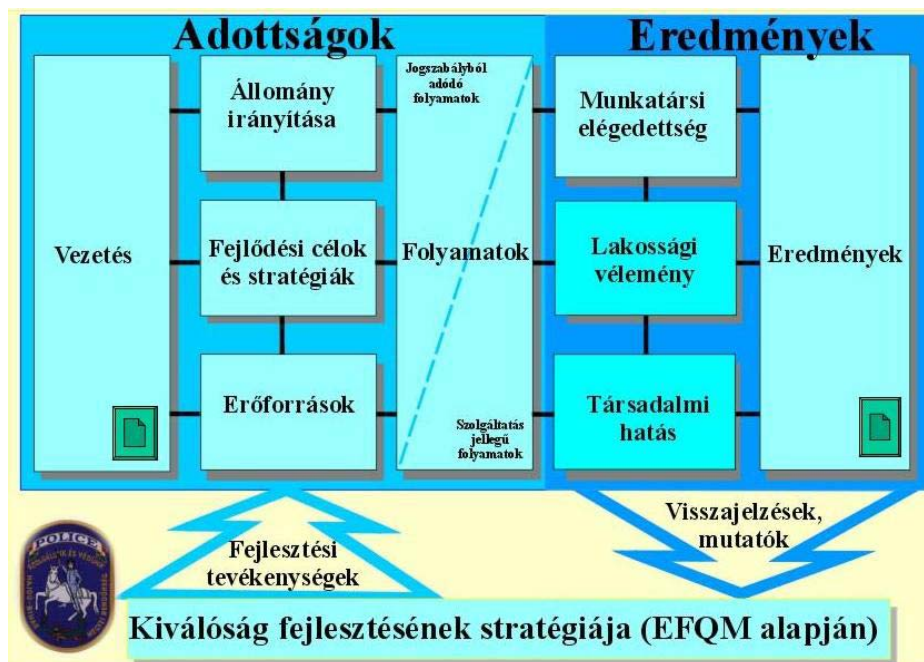 Adottságok
Eredmények
Vezetés
Állomány
irányítása
Fejlődési célok
és stratégiák
Erőforrások
Jogszabályból
adódó
folyamatok
Folyamatok
Szolgáltatás
jellegű
folyamatok
Munkatársi
elégedettség
Lakossági
vélemény
Társadalmi
hatás
Eredmények
Fejlesztési
tevékenységek
Visszajelzések,
mutatók
POLICE
Kiválóság fejlesztésének stratégiája (EFQM alapján)